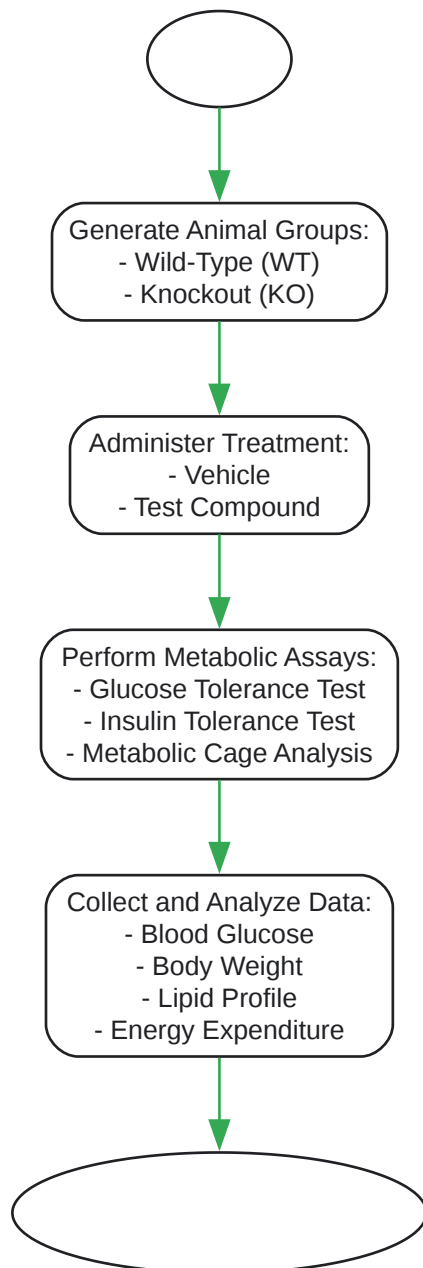 Generate Animal Groups:
- Wild-Type (WT)
- Knockout (KO)
Administer Treatment:
- Vehicle
- Test Compound
Perform Metabolic Assays:
- Glucose Tolerance Test
- Insulin Tolerance Test
- Metabolic Cage Analysis
Collect and Analyze Data:
- Blood Glucose
- Body Weight
- Lipid Profile
- Energy Expenditure